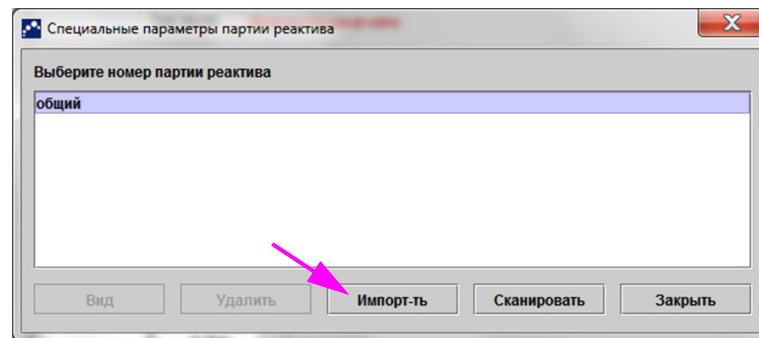 Специальные параметры партии реактива
Выберите номер партии реактива
общий
Вид Удалить Импорт-ть Сканировать Закрыть